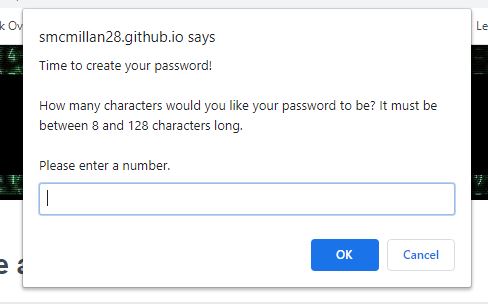 k Ov
Le
smcmillan28.github.io says
Time to create your password!
How many characters would you like your password to be? It must be
between 8 and 128 characters long.
Please enter a number.
OK
Cancel
e a